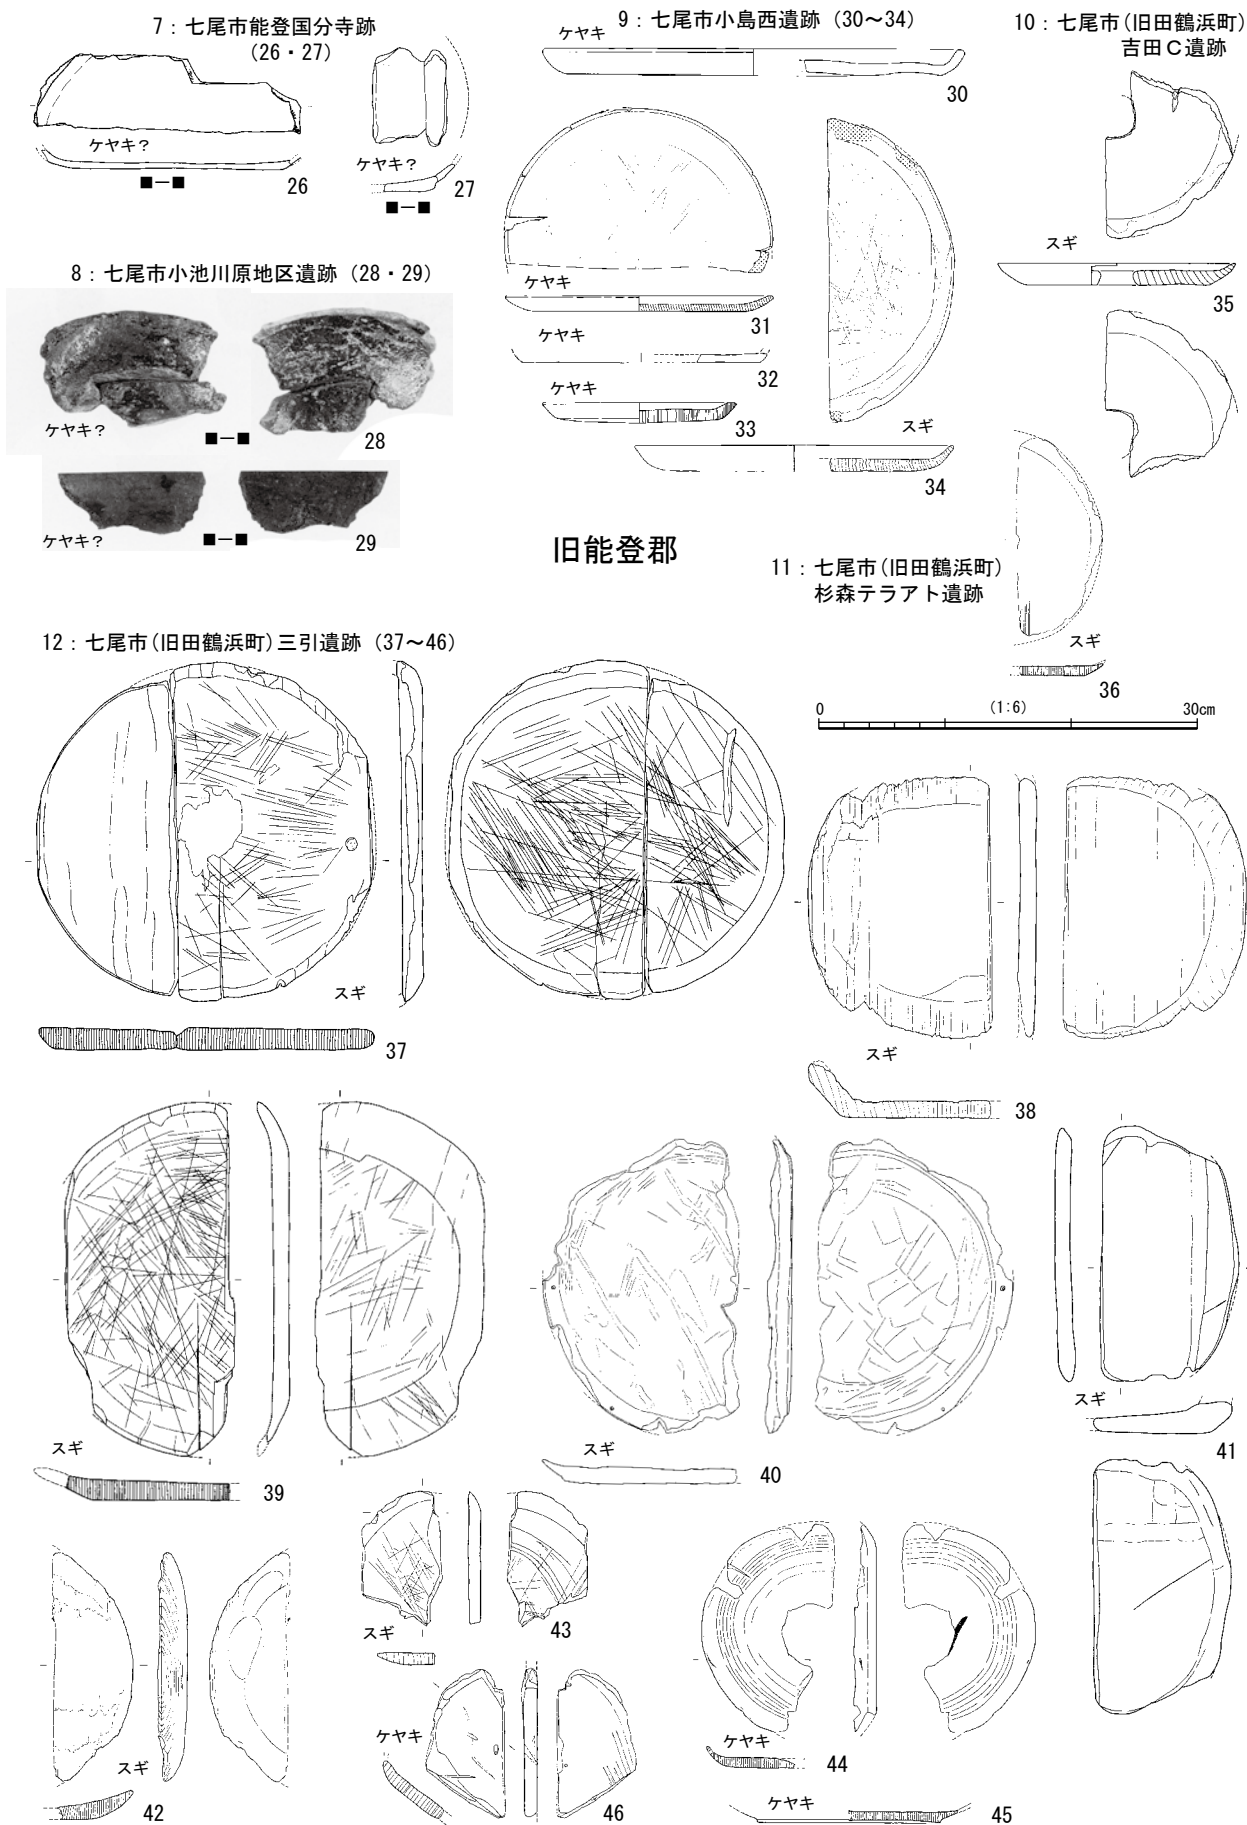 7：七尾市能登国分寺跡
(26・27)
ケヤキ？
■－■
26
ケヤキ？
■－■
27
8：七尾市小池川原地区遺跡（28・29）
ケヤキ？
■－■
28
ケヤキ？
■－■
29
9：七尾市小島西遺跡（30～34）
ケヤキ
30
ケヤキ
31
ケヤキ
32
ケヤキ
33
スギ
34
10：七尾市(旧田鶴浜町)
吉田Ｃ遺跡
スギ
35
旧能登郡
11：七尾市(旧田鶴浜町)
杉森テラアト遺跡
スギ
36
0
(1:6)
30cm
12：七尾市(旧田鶴浜町)三引遺跡（37～46）
スギ
37
スギ
38
スギ
39
スギ
40
スギ
41
スギ
42
スギ
43
ケヤキ
44
ケヤキ
45
ケヤキ
46